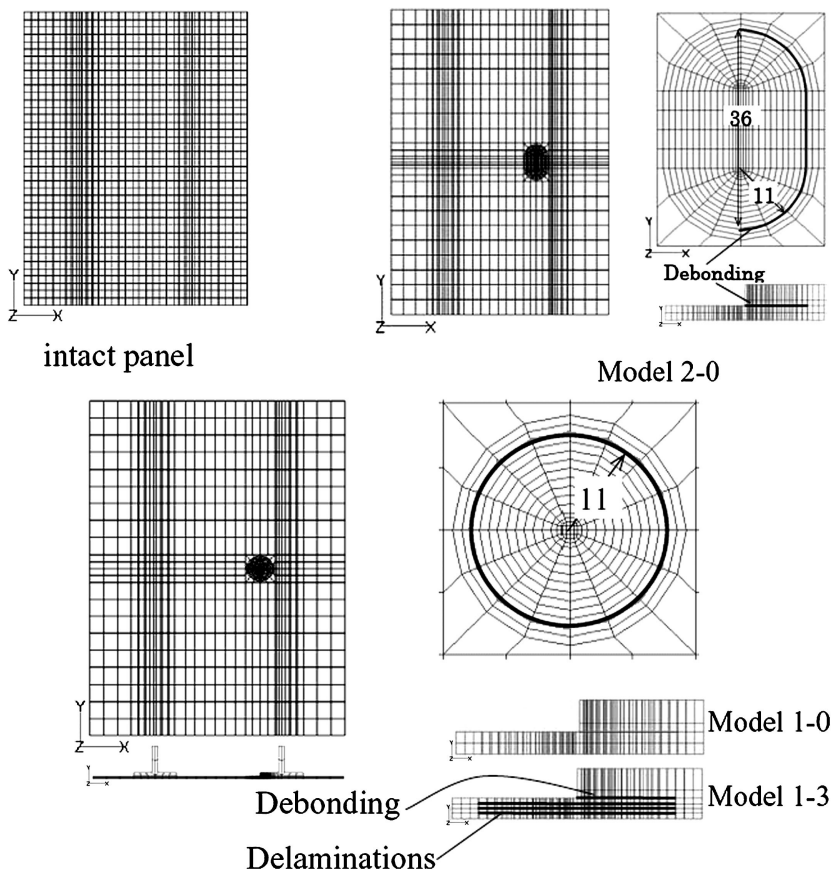 Y
Z X
intact panel
Y
Z X
36
11
Y
Z X
Debonding
Y
Z X
Model 2-0
Y
Z X
Y
Z X
11
Y
Z X
Model 1-0
Y
Z X
Model 1-3
Debonding
Delaminations